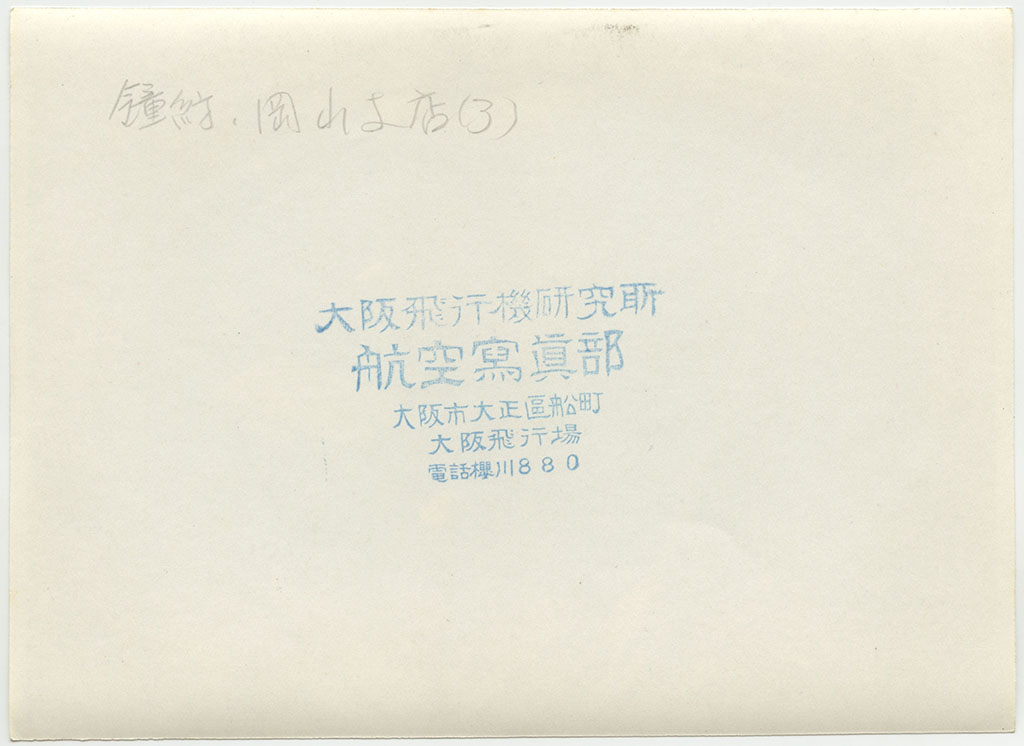 鐘紡.岡山支店(3)
大阪飛行機研究所
航空寫眞部
大阪市大正區船町
大阪飛行場
電話櫻川880